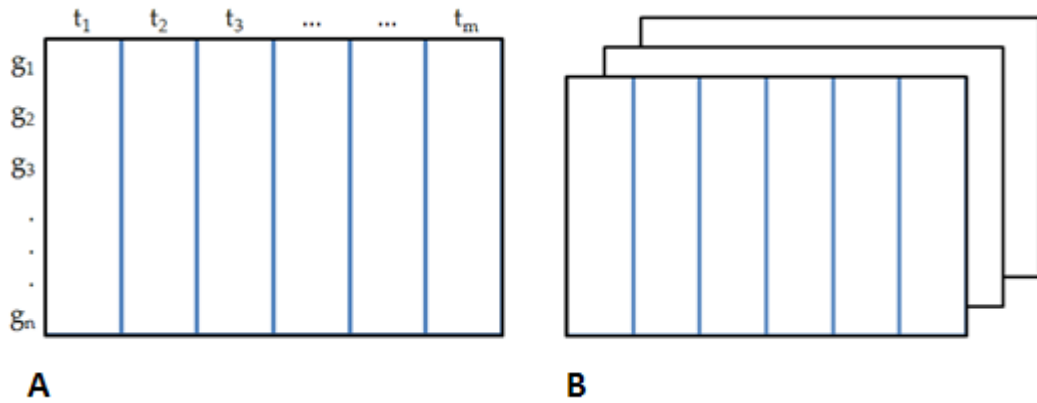 t₁ t₂ t₃ ... ... tₘ
g₁
g₂
g₃
.
.
.
gₙ
A B